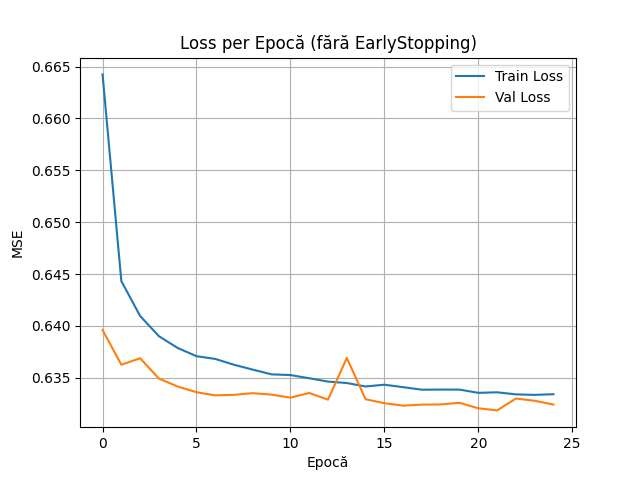 Loss per Epocă (fără EarlyStopping)
Train Loss
Val Loss
0.665
0.660
0.655
0.650
0.645
0.640
0.635
MSE
0
5
10
15
20
25
Epocă